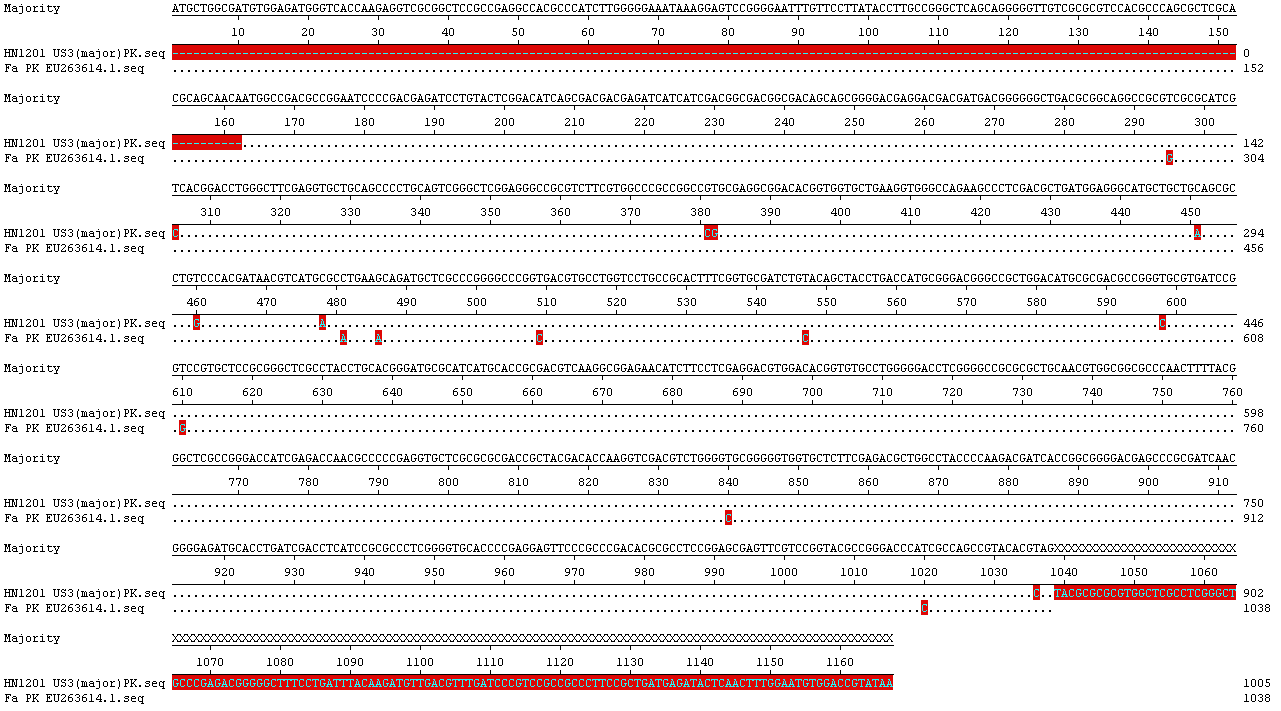 Majority ATGCTGGCGATGTGGAGATGGGTCACCAAGAGGTCGCGGCTCCGCCGAGGCCACGCCCATCTTGGGGGAAATAAAGGAGTCCGGGGAATTTGTTCCTTATACCTTGCCGGGCTCAGCAGGGGGTTGTCGCGCGTCCACGCCCAGCGCTCGCA
10 20 30 40 50 60 70 80 90 100 110 120 130 140 150
HN1201 US3(major)PK.seq 0
Fa PK EU263614.1.seq 152
Majority CGCAGCAACAATGGCCGACGCCGGAATCCCCGACGAGATCCTGTACTCGGACATCAGCGACGACGAGATCATCATCGACGGCGACGGCGACAGCAGCGGGGACGAGGACGACGATGACGGGGGGCTGACGCGGCAGGCCGCGTCGCGCATCG
160 170 180 190 200 210 220 230 240 250 260 270 280 290 300
HN1201 US3(major)PK.seq 142
Fa PK EU263614.1.seq G 304
Majority TCACGGACCTGGGCTTCGAGGTGCTGCAGCCCCTGCAGTCGGGCTCGGAGGGCCGCGTCTTCGTGGCCCGCCGGCCGTGCGAGGCGGACACGGTGGTGCTGAAGGTGGGCCAGAAGCCCTCGACGCTGATGGAGGGCATGCTGCTGCAGCGC
310 320 330 340 350 360 370 380 390 400 410 420 430 440 450
HN1201 US3(major)PK.seq C CG A 294
Fa PK EU263614.1.seq 456
Majority CTGTCCCACGATAACGTCATGCGCCTGAAGCAGATGCTCGCCCGGGGCCCGGTGACGTGCCTGGTCCTGCCGCACTTTCGGTGCGATCTGTACAGCTACCTGACCATGCGGGACGGGCCGCTGGACATGCGCGACGCCGGGTGCGTGATCCG
460 470 480 490 500 510 520 530 540 550 560 570 580 590 600
HN1201 US3(major)PK.seq G A C 446
Fa PK EU263614.1.seq A A C C 608
Majority GTCCGTGCTCCGCGGGCTCGCCTACCTGCACGGGATGCGCATCATGCACCGCGACGTCAAGGCGGAGAACATCTTCCTCGAGGACGTGGACACGGTGTGCCTGGGGGACCTCGGGGCCGCGCGCTGCAACGTGGCGGCGCCCAACTTTTACG
610 620 630 640 650 660 670 680 690 700 710 720 730 740 750 760
HN1201 US3(major)PK.seq 598
Fa PK EU263614.1.seq G 760
Majority GGCTCGCCGGGACCATCGAGACCAACGCCCCCGAGGTGCTCGCGCGCGACCGCTACGACACCAAGGTCGACGTCTGGGGTGCGGGGGTGGTGCTCTTCGAGACGCTGGCCTACCCCAAGACGATCACCGGCGGGGACGAGCCCGCGATCAAC
770 780 790 800 810 820 830 840 850 860 870 880 890 900 910
HN1201 US3(major)PK.seq 750
Fa PK EU263614.1.seq C 912
Majority GGGGAGATGCACCTGATCGACCTCATCCGCGCCCTCGGGGTGCACCCCGAGGAGTTCCCGCCCGACACGCGCCTCCGGAGCGAGTTCGTCCGGTACGCCGGGACCCATCGCCAGCCGTACACGTAGXXXXXXXXXXXXXXXXXXXXXXXXXX
920 930 940 950 960 970 980 990 1000 1010 1020 1030 1040 1050 1060
HN1201 US3(major)PK.seq C TACGCGCGCGTGGCTCGCCTCGGGCT 902
Fa PK EU263614.1.seq C 1038
Majority XXXXXXXXXXXXXXXXXXXXXXXXXXXXXXXXXXXXXXXXXXXXXXXXXXXXXXXXXXXXXXXXXXXXXXXXXXXXXXXXXXXXXXXXXXXXXXXXXXXXXXX
1070 1080 1090 1100 1110 1120 1130 1140 1150 1160
HN1201 US3(major)PK.seq GCCCGAGACGGGGGCTTTCCTGATTTACAAGATGTTGACGTTTGATCCCGTCCGCCGCCCTTCCGCTGATGAGATACTCAACTTTGGAATGTGGACCGTATAA 1005
Fa PK EU263614.1.seq 1038